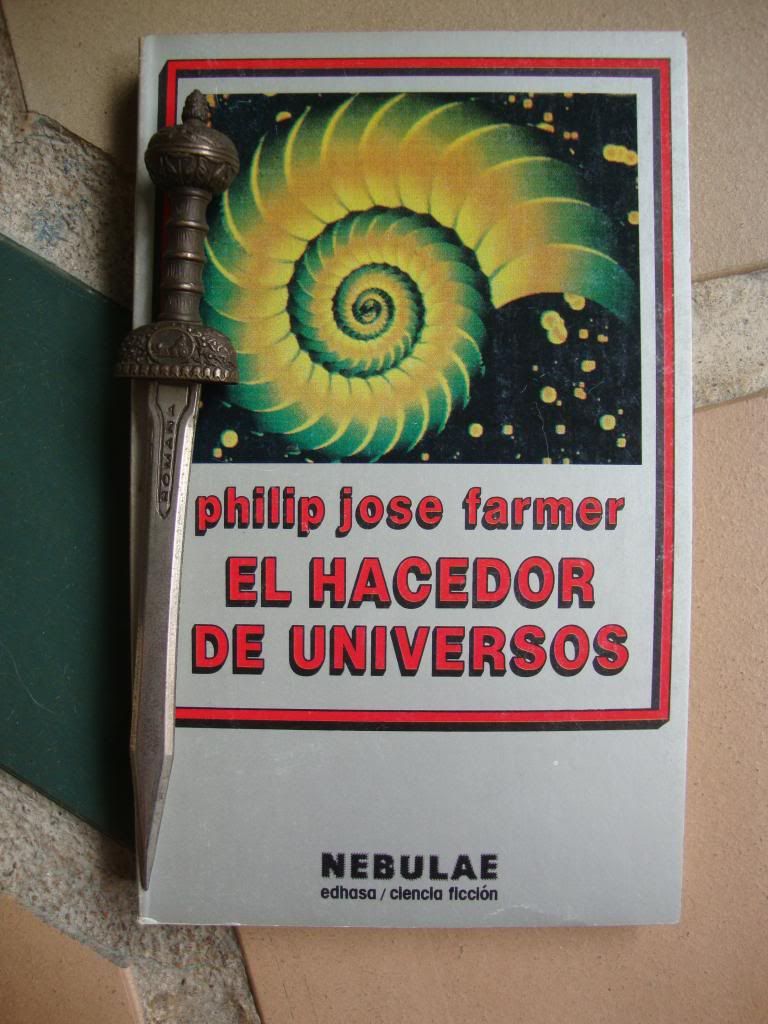 philip jose farmer
EL HACEDOR
DE UNIVERSOS
NEBULAE
edhasa / ciencia ficción
ROMANA